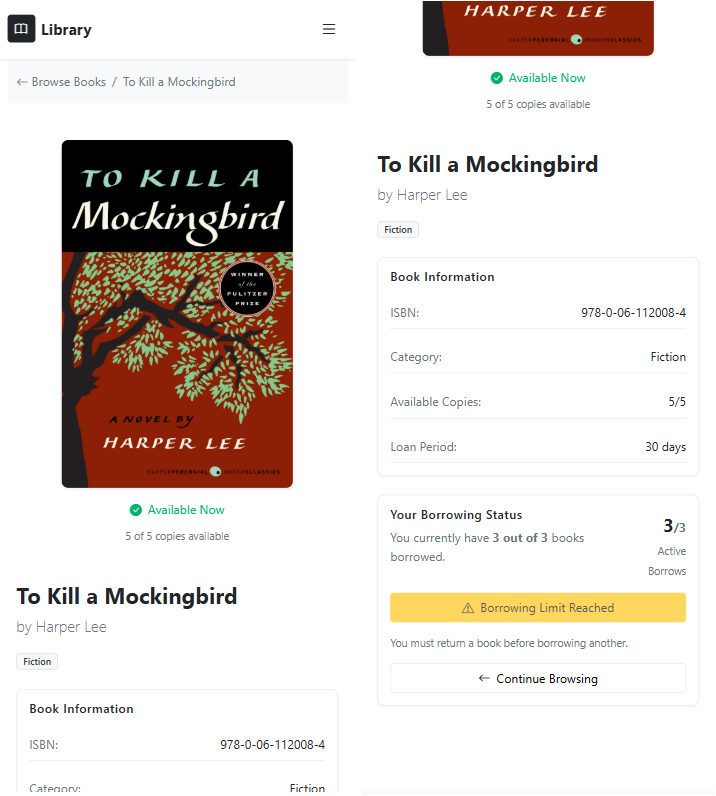 Library
← Browse Books / To Kill a Mockingbird
TO KILL A
Mockingbird
WINNER
of the
PULITZER
PRIZE
A NOVEL BY
HARPER LEE
HARPERPERENNIAL MODERNCLASSICS
Available Now
5 of 5 copies available
To Kill a Mockingbird
by Harper Lee
Fiction
Book Information
ISBN: 978-0-06-112008-4
Category: Fiction
HARPER LEE
HARPERPERENNIAL MODERNCLASSICS
Available Now
5 of 5 copies available
To Kill a Mockingbird
by Harper Lee
Fiction
Book Information
ISBN: 978-0-06-112008-4
Category: Fiction
Available Copies: 5/5
Loan Period: 30 days
Your Borrowing Status
You currently have 3 out of 3 books
borrowed.
3/3
Active
Borrows
Borrowing Limit Reached
You must return a book before borrowing another.
← Continue Browsing